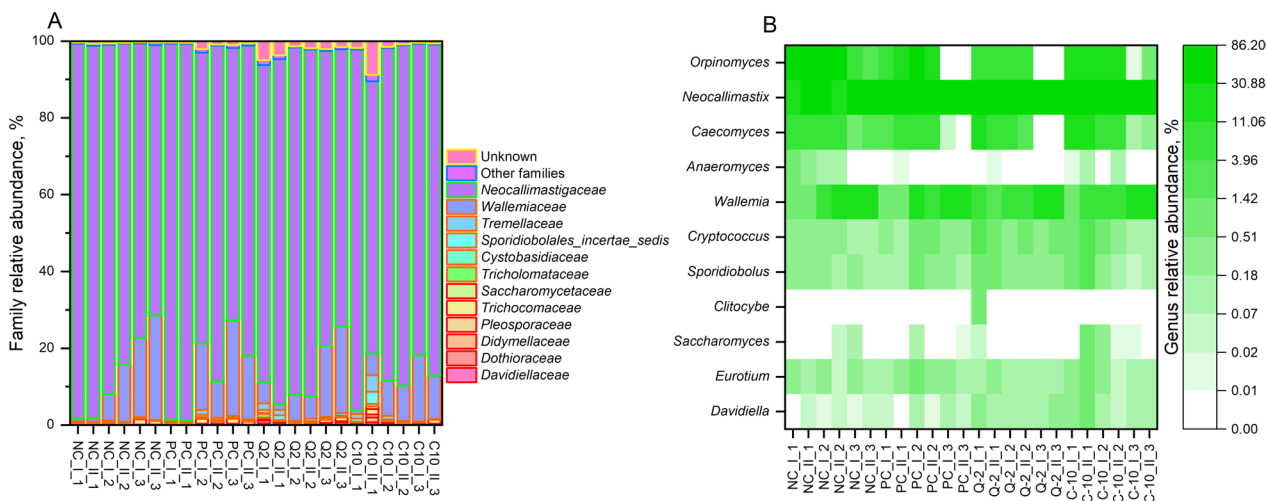 A
Family relative abundance, %
100
80
60
40
20
0
NC_I_1
NC_II_1
NC_I_2
NC_II_2
NC_I_3
NC_II_3
PC_I_1
PC_II_1
PC_I_2
PC_II_2
PC_I_3
PC_II_3
Q2_I_1
Q2_II_1
Q2_I_2
Q2_II_2
Q2_I_3
Q2_II_3
C10_I_1
C10_II_1
C10_I_2
C10_II_2
C10_I_3
C10_II_3
Unknown
Other families
Neocallimastigaceae
Wallemiaceae
Tremellaceae
Sporidiobolales_incertae_sedis
Cystobasidiaceae
Tricholomataceae
Saccharomycetaceae
Trichocomaceae
Pleosporaceae
Didymellaceae
Dothioraceae
Davidiellaceae
B
Orpinomyces
Neocallimastix
Caecomyces
Anaeromyces
Wallemia
Cryptococcus
Sporidiobolus
Clitocybe
Saccharomyces
Eurotium
Davidiella
NC_I_1
NC_II_1
NC_I_2
NC_II_2
NC_I_3
NC_II_3
PC_I_1
PC_II_1
PC_I_2
PC_II_2
PC_I_3
PC_II_3
Q-2_I_1
Q-2_II_1
Q-2_I_2
Q-2_II_2
Q-2_I_3
Q-2_II_3
C-10_I_1
C-10_II_1
C-10_I_2
C-10_II_2
C-10_I_3
C-10_II_3
Genus relative abundance, %
86.20
30.88
11.06
3.96
1.42
0.51
0.18
0.07
0.02
0.01
0.00